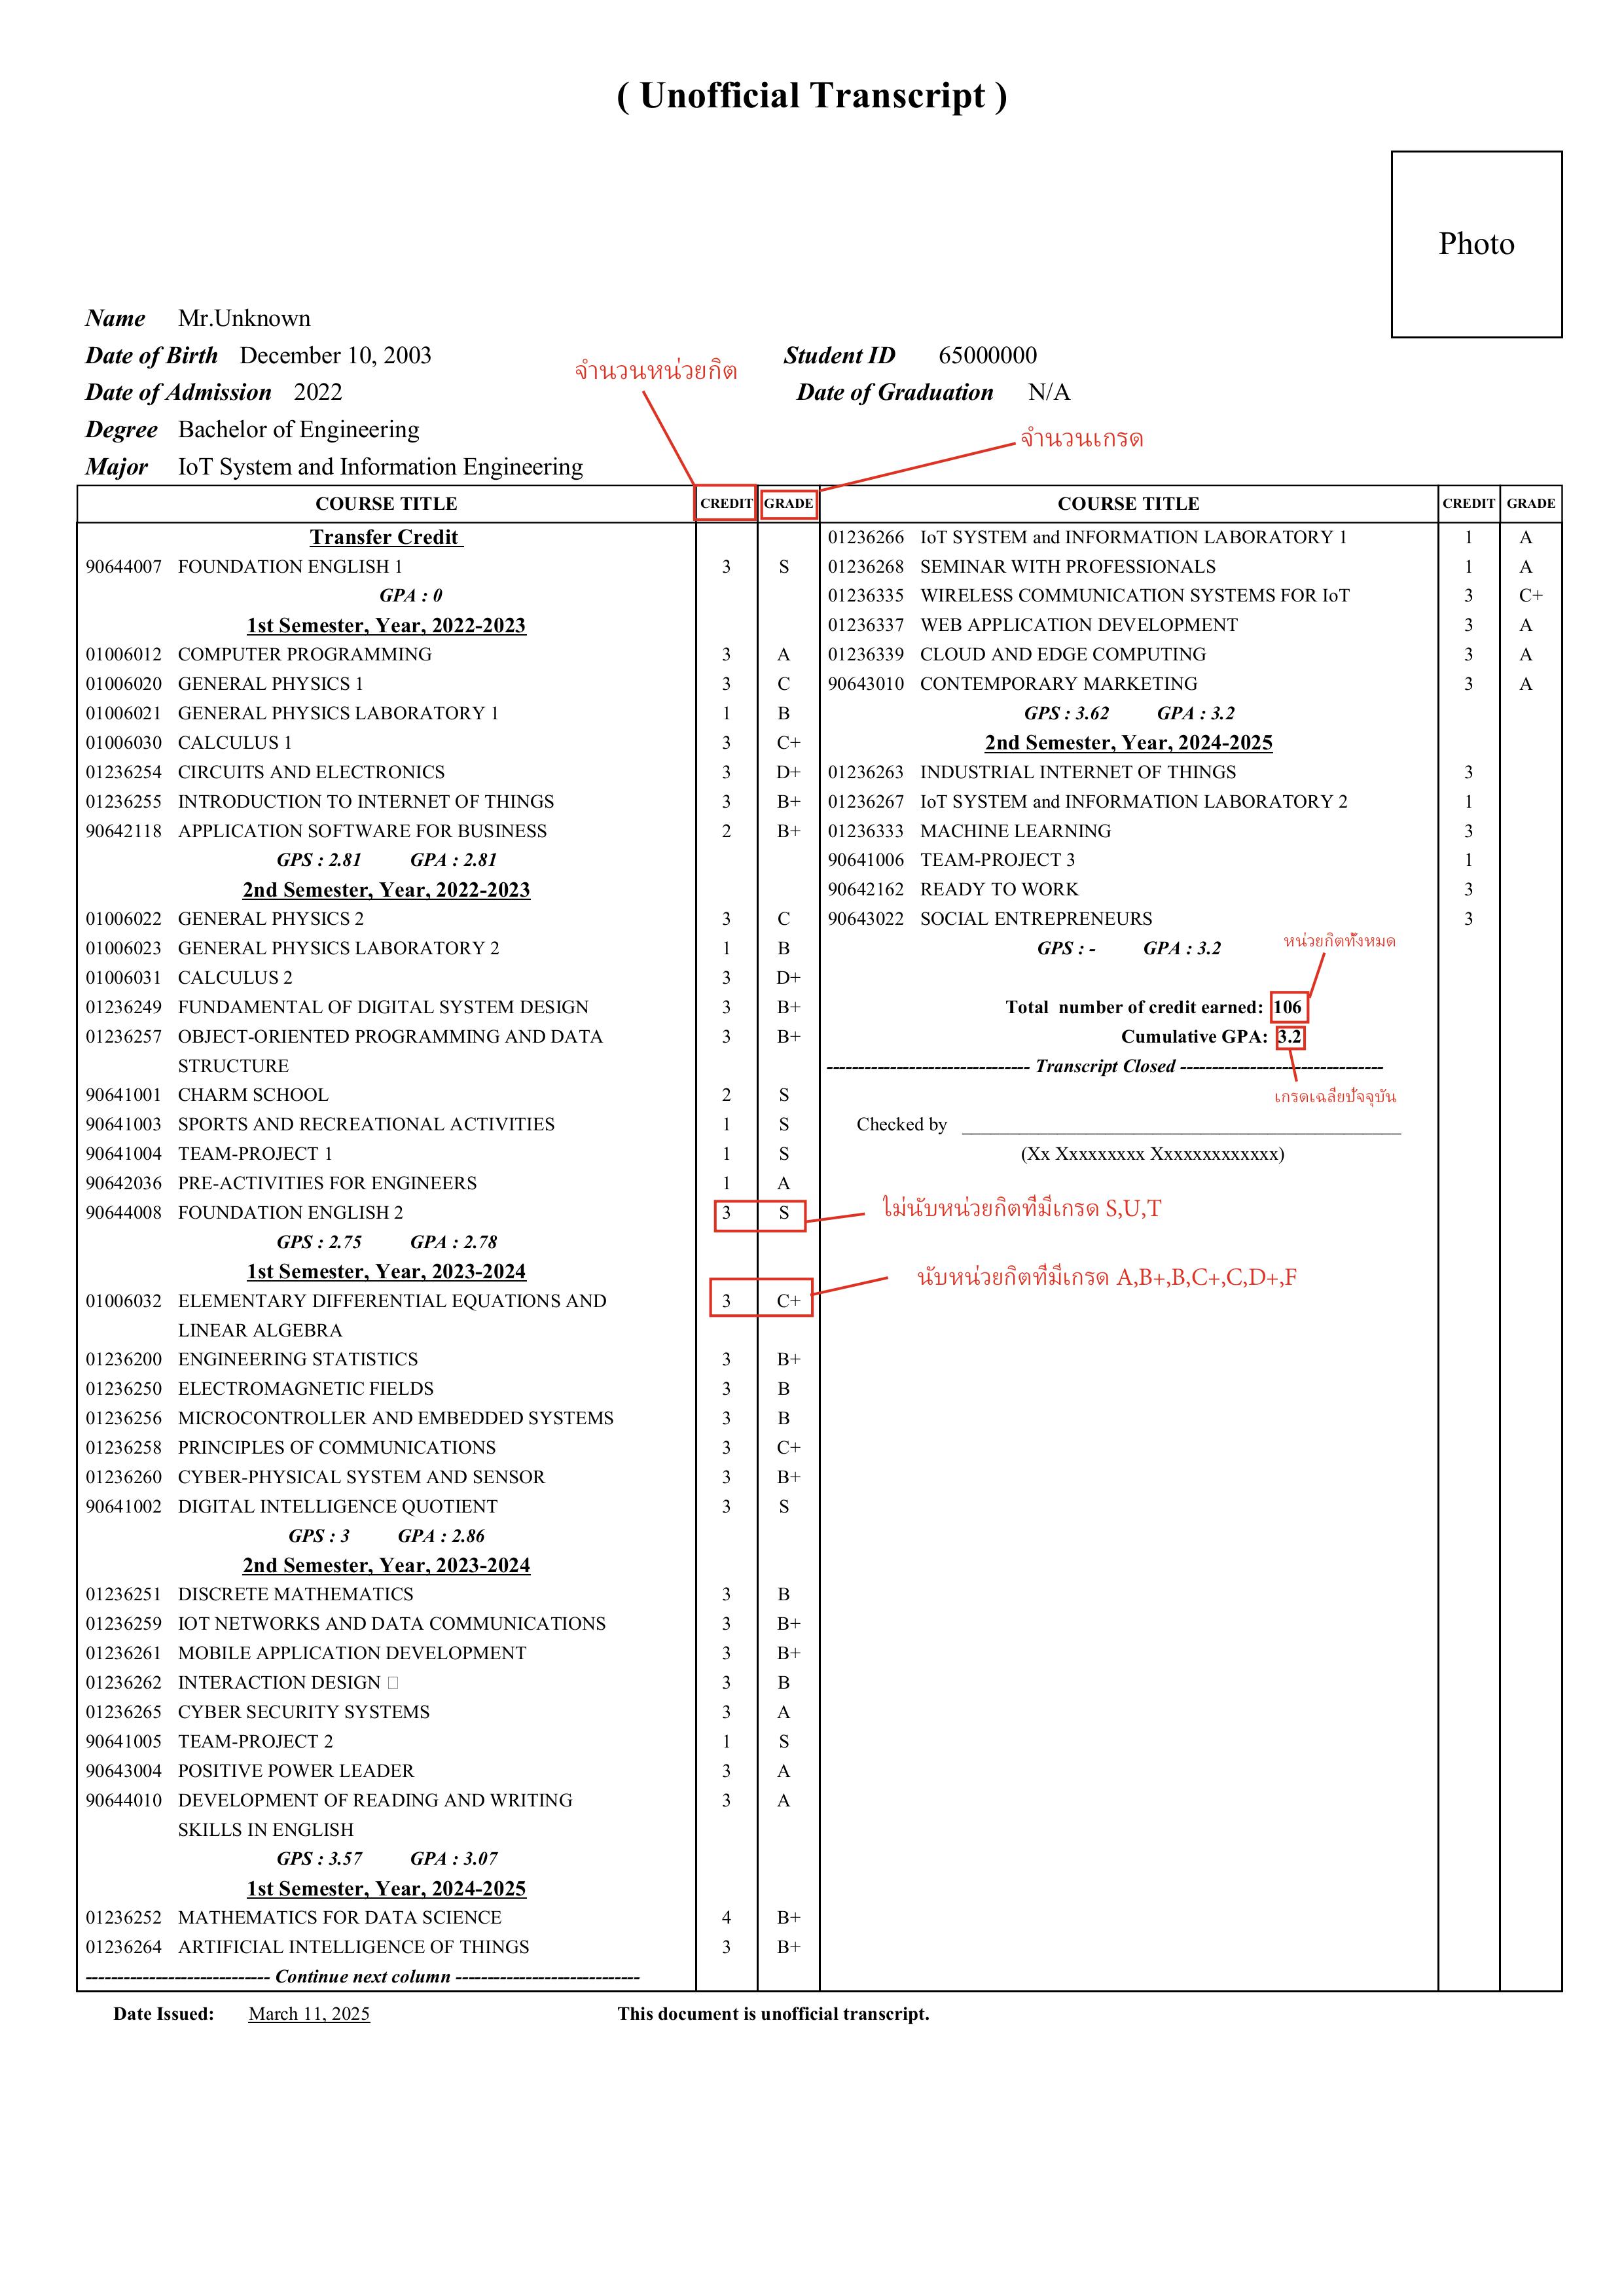 ( Unofficial Transcript )
Photo
Name Mr.Unknown
Date of Birth December 10, 2003 Student ID 65000000
Date of Admission 2022 Date of Graduation N/A
Degree Bachelor of Engineering
Major IoT System and Information Engineering
จำนวนหน่วยกิต
จำนวนเกรด
COURSE TITLE CREDIT GRADE
Transfer Credit
90644007 FOUNDATION ENGLISH 1 3 S
GPA : 0
1st Semester, Year, 2022-2023
01006012 COMPUTER PROGRAMMING 3 A
01006020 GENERAL PHYSICS 1 3 C
01006021 GENERAL PHYSICS LABORATORY 1 1 B
01006030 CALCULUS 1 3 C+
01236254 CIRCUITS AND ELECTRONICS 3 D+
01236255 INTRODUCTION TO INTERNET OF THINGS 3 B+
90642118 APPLICATION SOFTWARE FOR BUSINESS 2 B+
GPS : 2.81 GPA : 2.81
2nd Semester, Year, 2022-2023
01006022 GENERAL PHYSICS 2 3 C
01006023 GENERAL PHYSICS LABORATORY 2 1 B
01006031 CALCULUS 2 3 D+
01236249 FUNDAMENTAL OF DIGITAL SYSTEM DESIGN 3 B+
01236257 OBJECT-ORIENTED PROGRAMMING AND DATA 3 B+
STRUCTURE
90641001 CHARM SCHOOL 2 S
90641003 SPORTS AND RECREATIONAL ACTIVITIES 1 S
90641004 TEAM-PROJECT 1 1 S
90642036 PRE-ACTIVITIES FOR ENGINEERS 1 A
90644008 FOUNDATION ENGLISH 2 3 S
GPS : 2.75 GPA : 2.78
1st Semester, Year, 2023-2024
01006032 ELEMENTARY DIFFERENTIAL EQUATIONS AND 3 C+
LINEAR ALGEBRA
01236200 ENGINEERING STATISTICS 3 B+
01236250 ELECTROMAGNETIC FIELDS 3 B
01236256 MICROCONTROLLER AND EMBEDDED SYSTEMS 3 B
01236258 PRINCIPLES OF COMMUNICATIONS 3 C+
01236260 CYBER-PHYSICAL SYSTEM AND SENSOR 3 B+
90641002 DIGITAL INTELLIGENCE QUOTIENT 3 S
GPS : 3 GPA : 2.86
2nd Semester, Year, 2023-2024
01236251 DISCRETE MATHEMATICS 3 B
01236259 IOT NETWORKS AND DATA COMMUNICATIONS 3 B+
01236261 MOBILE APPLICATION DEVELOPMENT 3 B+
01236262 INTERACTION DESIGN □ 3 B
01236265 CYBER SECURITY SYSTEMS 3 A
90641005 TEAM-PROJECT 2 1 S
90643004 POSITIVE POWER LEADER 3 A
90644010 DEVELOPMENT OF READING AND WRITING 3 A
SKILLS IN ENGLISH
GPS : 3.57 GPA : 3.07
1st Semester, Year, 2024-2025
01236252 MATHEMATICS FOR DATA SCIENCE 4 B+
01236264 ARTIFICIAL INTELLIGENCE OF THINGS 3 B+
----------------------------- Continue next column -----------------------------
COURSE TITLE CREDIT GRADE
01236266 IoT SYSTEM and INFORMATION LABORATORY 1 1 A
01236268 SEMINAR WITH PROFESSIONALS 1 A
01236335 WIRELESS COMMUNICATION SYSTEMS FOR IoT 3 C+
01236337 WEB APPLICATION DEVELOPMENT 3 A
01236339 CLOUD AND EDGE COMPUTING 3 A
90643010 CONTEMPORARY MARKETING 3 A
GPS : 3.62 GPA : 3.2
2nd Semester, Year, 2024-2025
01236263 INDUSTRIAL INTERNET OF THINGS 3
01236267 IoT SYSTEM and INFORMATION LABORATORY 2 1
01236333 MACHINE LEARNING 3
90641006 TEAM-PROJECT 3 1
90642162 READY TO WORK 3
90643022 SOCIAL ENTREPRENEURS 3
GPS : - GPA : 3.2
หน่วยกิตทั้งหมด
Total number of credit earned: 106
Cumulative GPA: 3.2
-------------------------------- Transcript Closed --------------------------------
เกรดเฉลี่ยปัจจุบัน
Checked by ______________________________________________
(Xx Xxxxxxxxx Xxxxxxxxxxxxx)
ไม่นับหน่วยกิตที่มีเกรด S,U,T
นับหน่วยกิตที่มีเกรด A,B+,B,C+,C,D+,F
Date Issued: March 11, 2025 This document is unofficial transcript.